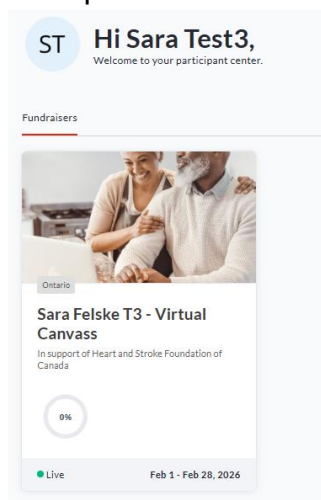 ST
Hi Sara Test3,
Welcome to your participant center.
Fundraisers
Ontario
Sara Felske T3 - Virtual
Canvass
In support of Heart and Stroke Foundation of
Canada
0%
Live
Feb 1 - Feb 28, 2026